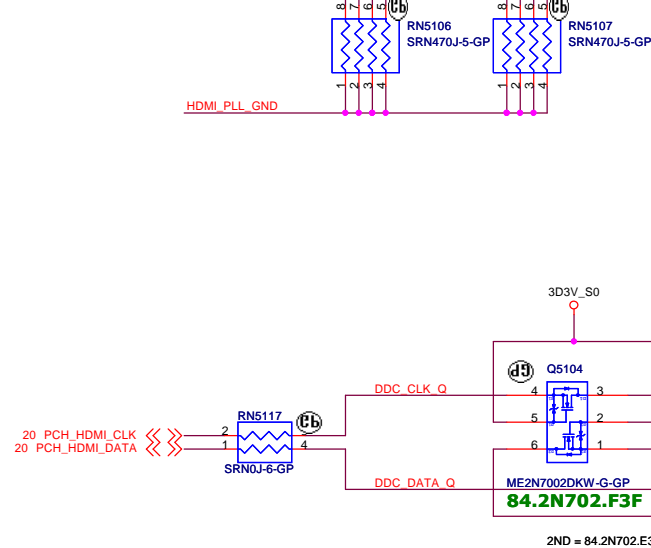 8 7 6 5
8 7 6 5
RN5106
SRN470J-5-GP
RN5107
SRN470J-5-GP
1 2 3 4
1 2 3 4
HDMI_PLL_GND
3D3V_S0
Q5104
DDC_CLK_Q
4 3
RN5117
5 2
20 PCH_HDMI_CLK
2
20 PCH_HDMI_DATA
1 4
6 1
SRN0J-6-GP
DDC_DATA_Q
ME2N7002DKW-G-GP
84.2N702.F3F
2ND = 84.2N702.E3